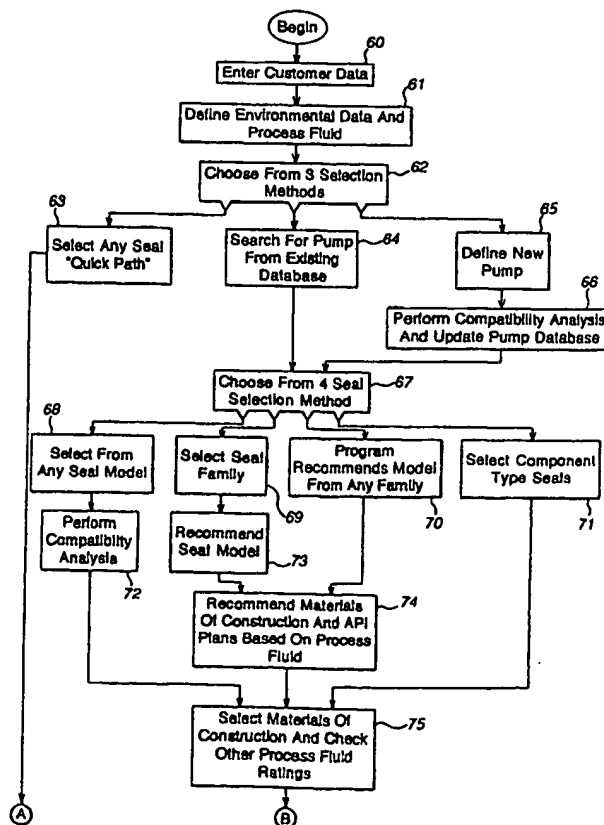 Begin
60
Enter Customer Data
61
Define Environmental Data And
Process Fluid
62
Choose From 3 Selection
Methods
63
Select Any Seal
"Quick Path"
Search For Pump
From Existing
Database
64
65
Define New
Pump
66
Perform Compatibility Analysis
And Update Pump Database
Choose From 4 Seal
Selection Method
67
68
Select From
Any Seal Model
Select Seal
Family
69
Program
Recommends Model
From Any Family
70
Select Component
Type Seals
71
Perform
Compatibility
Analysis
72
Recommend
Seal Model
73
Recommend Materials
Of Construction And API
Plans Based On Process
Fluid
74
Select Materials Of
Construction And Check
Other Process Fluid
Ratings
75
A
B